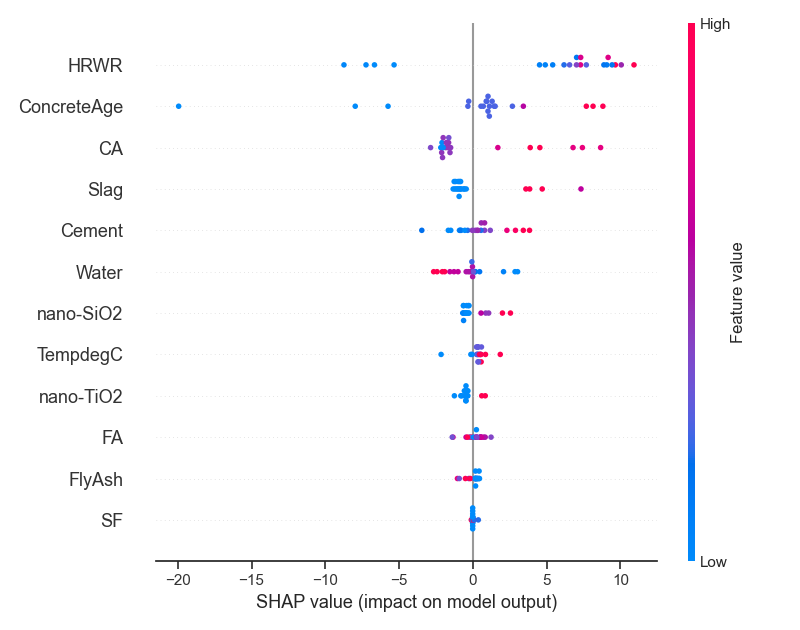 High
HRWR
ConcreteAge
CA
Slag
Cement
Water
nano-SiO2
TempdegC
nano-TiO2
FA
FlyAsh
SF
Feature value
Low
−20 −15 −10 −5 0 5 10
SHAP value (impact on model output)